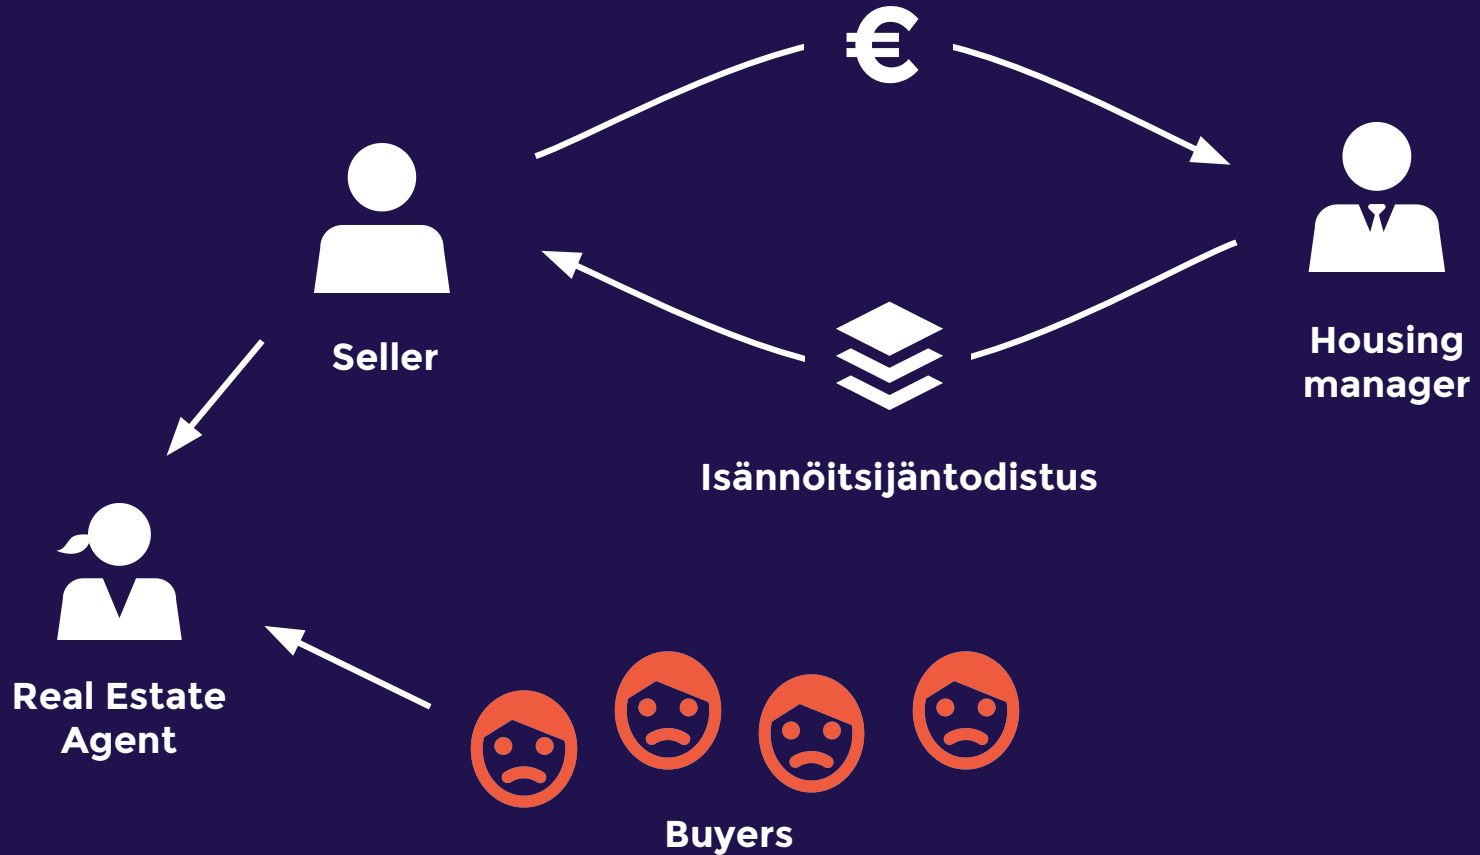 €
Seller
Housing
manager
Isännöitsijäntodistus
Real Estate
Agent
Buyers